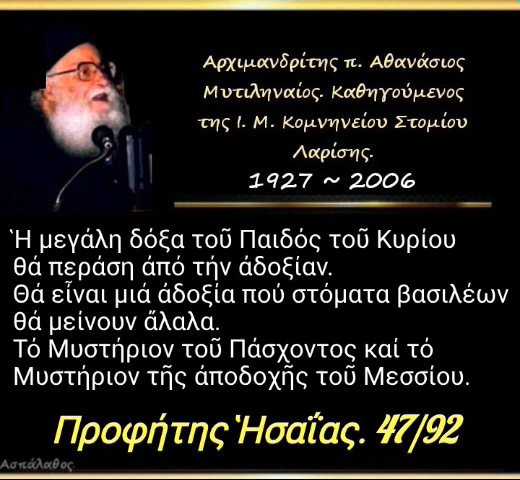 Αρχιμανδρίτης π. Αθανάσιος
Μυτιληναίος. Καθηγούμενος
της Ι. Μ. Κομνηνείου Στομίου
Λαρίσης.
1927 ~ 2006
Ἡ μεγάλη δόξα τοῦ Παιδός τοῦ Κυρίου
θά περάση ἀπό τήν ἀδοξίαν.
Θά εἶναι μιά ἀδοξία πού στόματα βασιλέων
θά μείνουν ἄλαλα.
Τό Μυστήριον τοῦ Πάσχοντος καί τό
Μυστήριον τῆς ἀποδοχῆς τοῦ Μεσσίου.
Προφήτης Ἡσαΐας. 47/92
Ασπάλαθος.